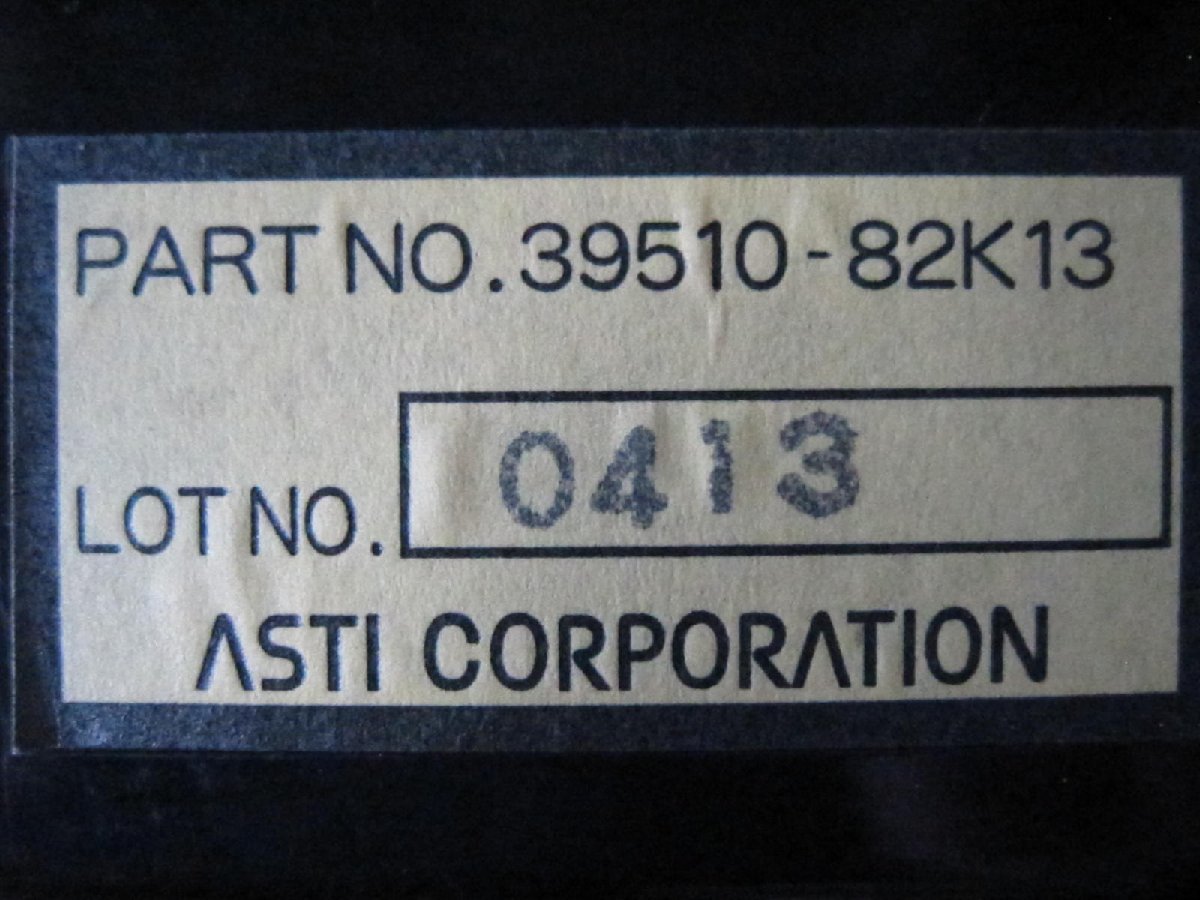 PART NO. 39510-82K13
LOT NO. 0413
ASTI CORPORATION